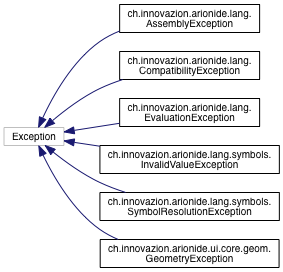 ch.innovazion.arionide.lang.
AssemblyException
ch.innovazion.arionide.lang.
CompatibilityException
ch.innovazion.arionide.lang.
EvaluationException
Exception
ch.innovazion.arionide.lang.symbols.
InvalidValueException
ch.innovazion.arionide.lang.symbols.
SymbolResolutionException
ch.innovazion.arionide.ui.core.geom.
GeometryException